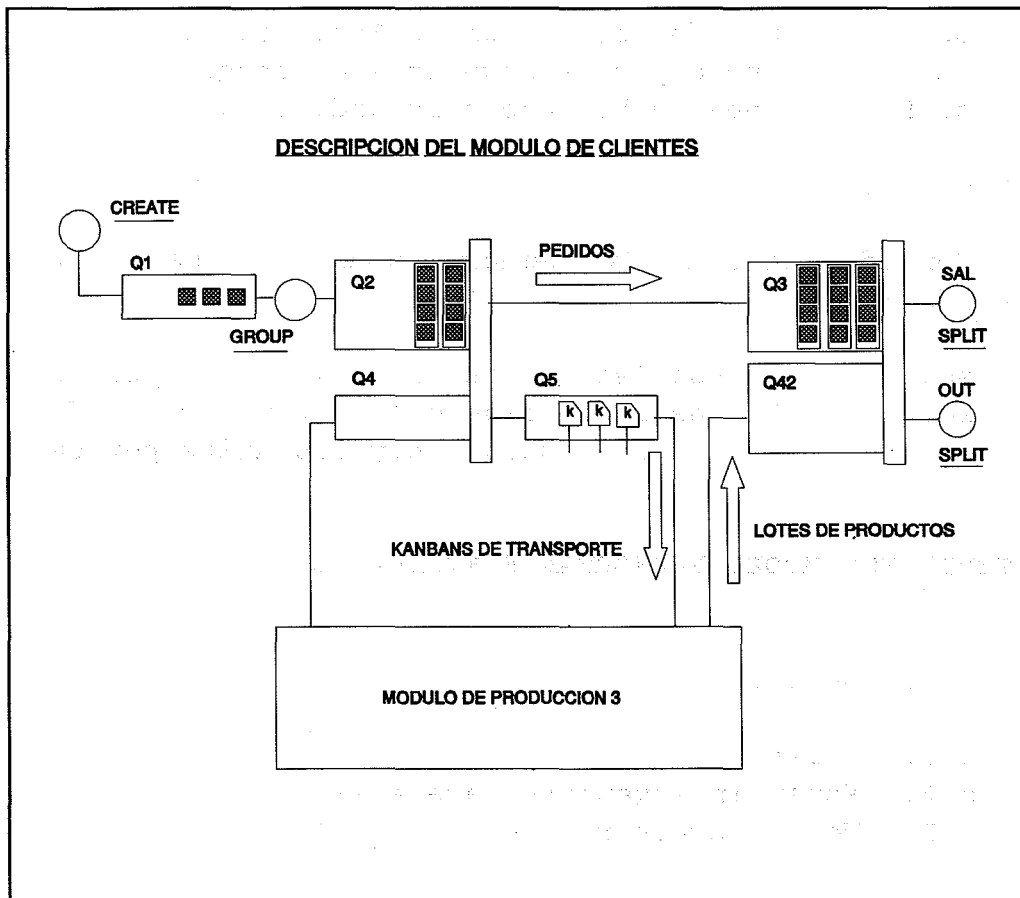 DESCRIPCION DEL MODULO DE CLIENTES
CREATE
Q1
GROUP
Q2
PEDIDOS
Q3
SAL
SPLIT
Q4
Q5
k k k
Q42
OUT
SPLIT
KANBANS DE TRANSPORTE
LOTES DE PRODUCTOS
MODULO DE PRODUCCION 3